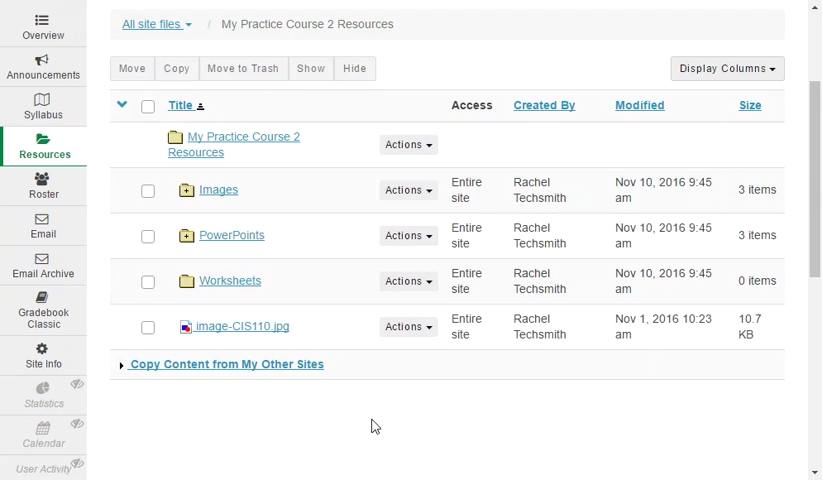 Overview
Announcements
Syllabus
Resources
Roster
Email
Email Archive
Gradebook
Classic
Site Info
Statistics
Calendar
User Activity
All site files / My Practice Course 2 Resources
Move Copy Move to Trash Show Hide Display Columns
Title Access Created By Modified Size
My Practice Course 2
Resources
Actions
Images Actions Entire site Rachel Techsmith Nov 10, 2016 9:45 am 3 items
PowerPoints Actions Entire site Rachel Techsmith Nov 10, 2016 9:45 am 3 items
Worksheets Actions Entire site Rachel Techsmith Nov 10, 2016 9:45 am 0 items
image-CIS110.jpg Actions Entire site Rachel Techsmith Nov 1, 2016 10:23 am 10.7 KB
Copy Content from My Other Sites